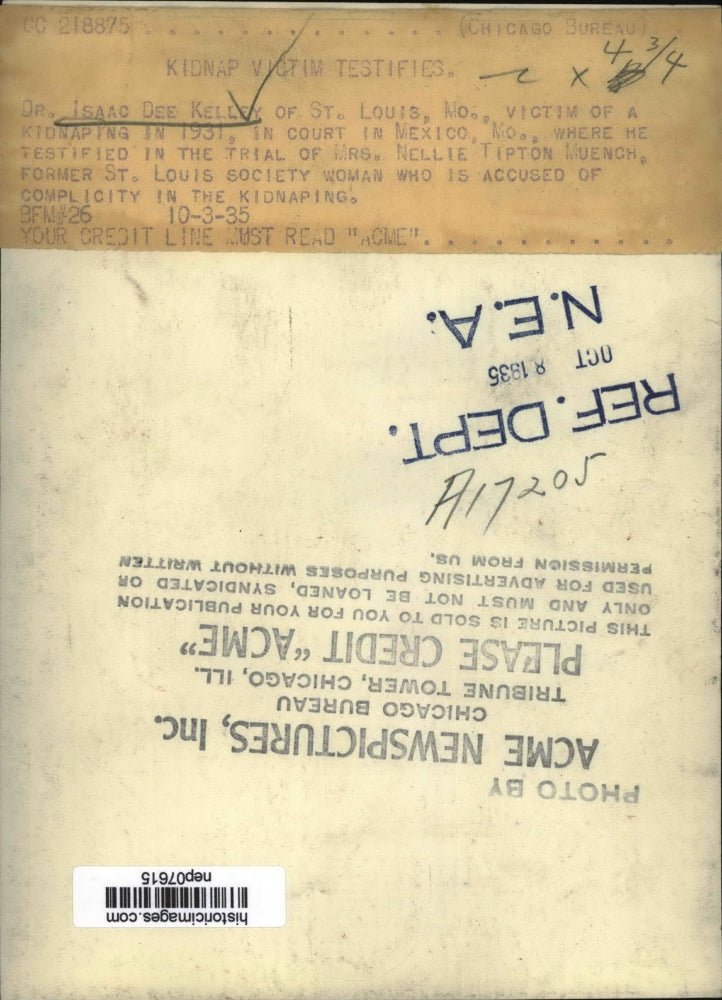 CC 218875 . . . . . . . . . . . . (CHICAGO BUREAU)
KIDNAP VICTIM TESTIFIES.
x 4 3/4
DR. ISAAC DEE KELLEY OF ST. LOUIS, MO., VICTIM OF A
KIDNAPING IN 1931, IN COURT IN MEXICO, MO., WHERE HE
TESTIFIED IN THE TRIAL OF MRS. NELLIE TIPTON MUENCH,
FORMER ST. LOUIS SOCIETY WOMAN WHO IS ACCUSED OF
COMPLICITY IN THE KIDNAPING.
BFM#26 10-3-35
YOUR CREDIT LINE MUST READ "ACME". . . . . . . . . . . .
N.E.A.
OCT 8 1935
REF. DEPT.
A17205
PHOTO BY
ACME NEWSPICTURES, Inc.
CHICAGO BUREAU
TRIBUNE TOWER, CHICAGO, ILL.
PLEASE CREDIT "ACME"
THIS PICTURE IS SOLD TO YOU FOR YOUR PUBLICATION
ONLY AND MUST NOT BE LOANED, SYNDICATED OR
USED FOR ADVERTISING PURPOSES WITHOUT WRITTEN
PERMISSION FROM US.
historicimages.com
nep07615